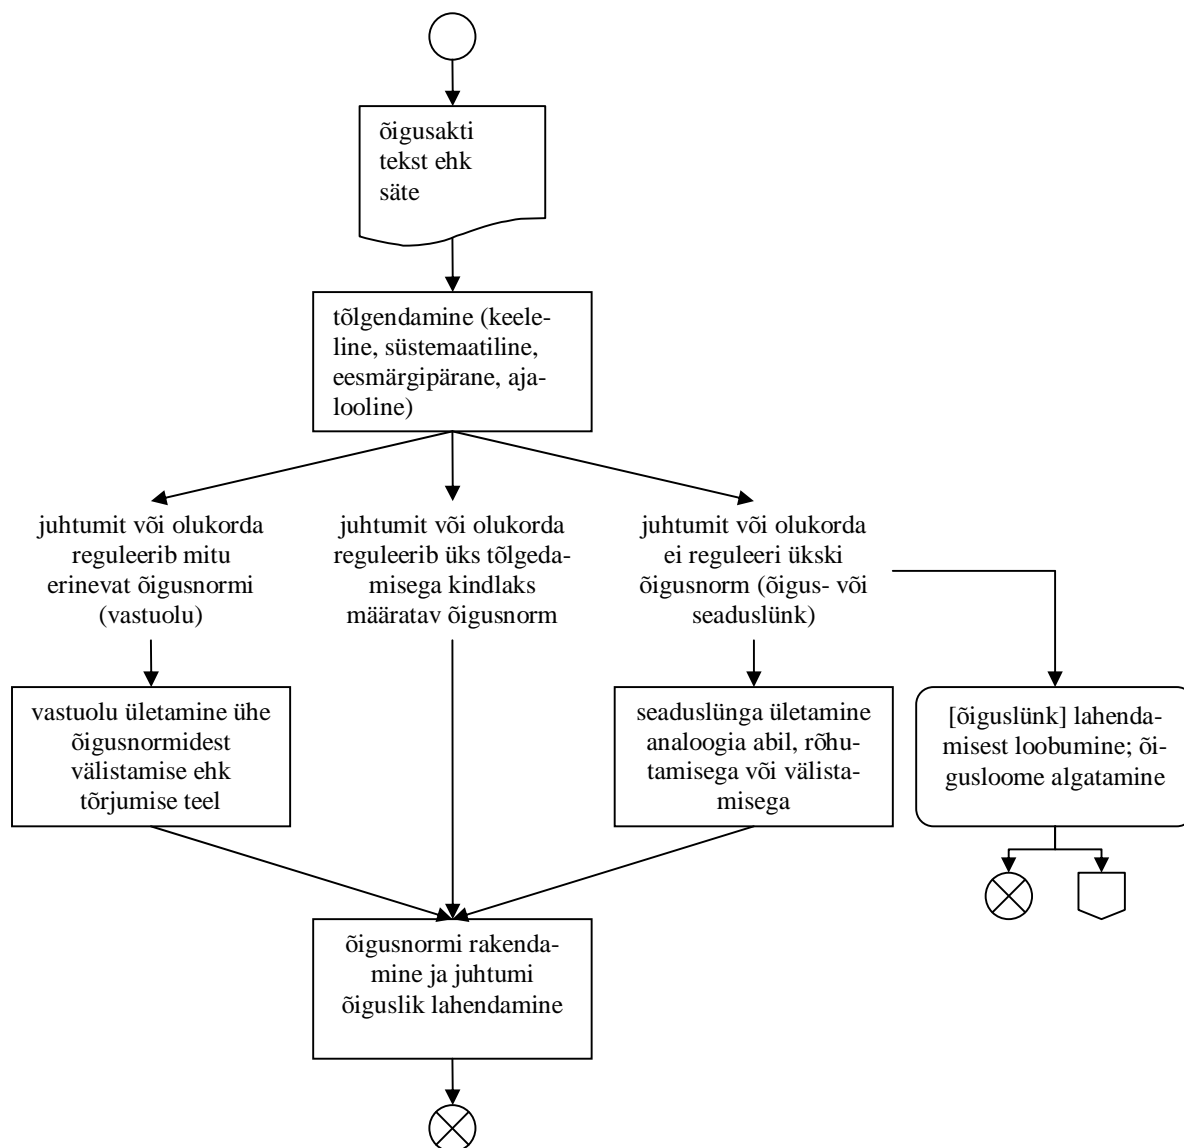 õigusakti
tekst ehk
säte
tõlgendamine (keele-
line, süstemaatiline,
eesmärgipärane, aja-
looline)
juhtumit või olukorda
reguleerib mitu
erinevat õigusnormi
(vastuolu)
juhtumit või olukorda
reguleerib üks tõlgeda-
misega kindlaks
määratav õigusnorm
juhtumit või olukorda
ei reguleeri ükski
õigusnorm (õigus- või
seaduslünk)
vastuolu ületamine ühe
õigusnormidest
välistamise ehk
tõrjumise teel
seaduslünga ületamine
analoogia abil, rõhu-
tamisega või välista-
misega
[õiguslünk] lahenda-
misest loobumine; õi-
gusloome algatamine
õigusnormi rakenda-
mine ja juhtumi
õiguslik lahendamine